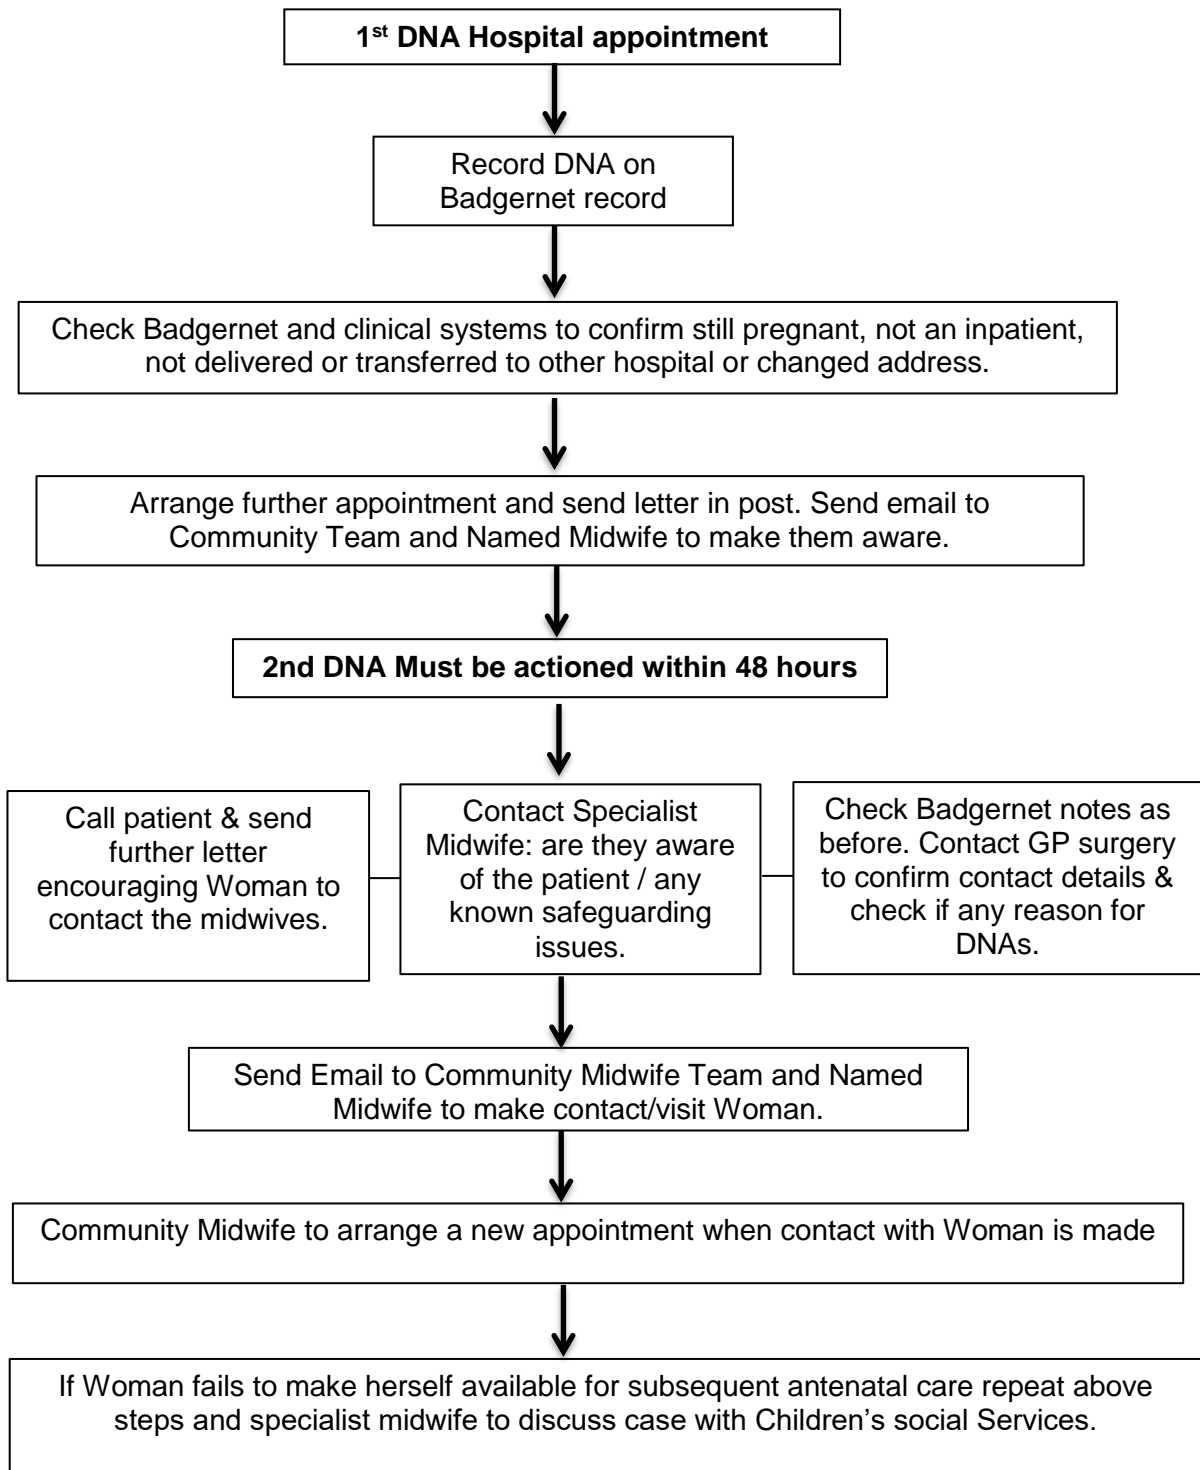 1st DNA Hospital appointment
Record DNA on
Badgernet record
Check Badgernet and clinical systems to confirm still pregnant, not an inpatient,
not delivered or transferred to other hospital or changed address.
Arrange further appointment and send letter in post. Send email to
Community Team and Named Midwife to make them aware.
2nd DNA Must be actioned within 48 hours
Call patient & send
further letter
encouraging Woman to
contact the midwives.
Contact Specialist
Midwife: are they aware
of the patient / any
known safeguarding
issues.
Check Badgernet notes as
before. Contact GP surgery
to confirm contact details &
check if any reason for
DNAs.
Send Email to Community Midwife Team and Named
Midwife to make contact/visit Woman.
Community Midwife to arrange a new appointment when contact with Woman is made
If Woman fails to make herself available for subsequent antenatal care repeat above
steps and specialist midwife to discuss case with Children’s social Services.